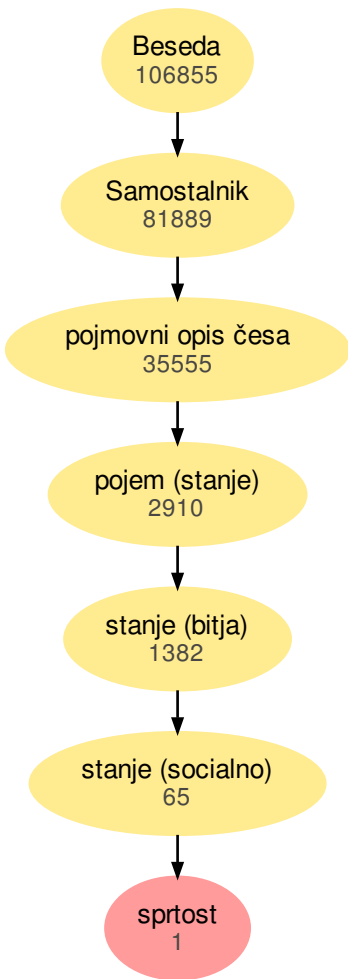 Beseda
106855
Samostalnik
81889
pojmovni opis česa
35555
pojem (stanje)
2910
stanje (bitja)
1382
stanje (socialno)
65
sprtost
1